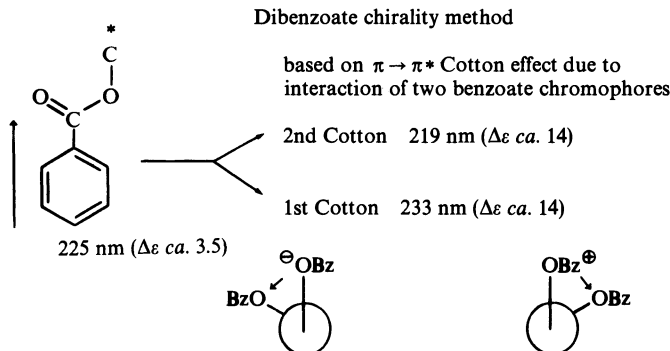 Dibenzoate chirality method
based on π → π* Cotton effect due to
interaction of two benzoate chromophores
*
C
O
O
C
2nd Cotton 219 nm (Δε ca. 14)
1st Cotton 233 nm (Δε ca. 14)
225 nm (Δε ca. 3.5)
⊖OBz
BzO
OBz⊕
OBz